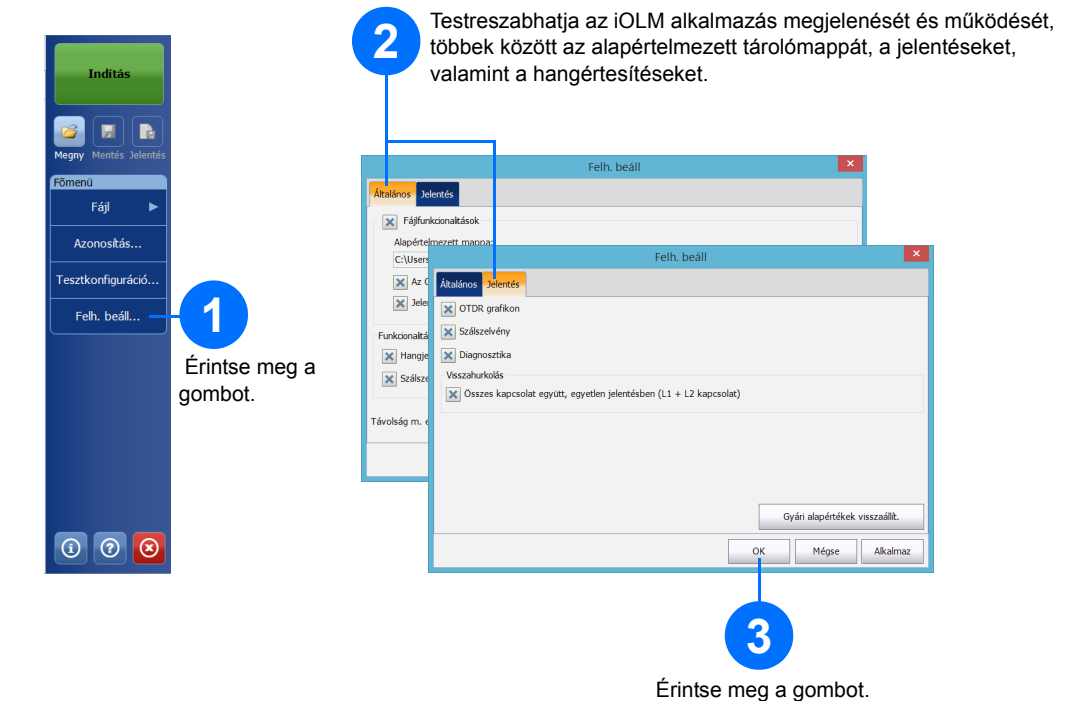 2
Testreszabhatja az iOLM alkalmazás megjelenését és működését,
többek között az alapértelmezett tárolómappát, a jelentéseket,
valamint a hangértesítéseket.
Indítás
Megny Mentés Jelentés
Főmenü
Fájl
Azonosítás...
Tesztkonfiguráció...
Felh. beáll...
1
Érintse meg a
gombot.
Felh. beáll
Általános Jelentés
Fájlfunkcionalitások
Alapértelmezett mappa:
C:\Users
Az
Jele
Funkcionalitá
Hangje
Szálsze
Távolság m. e
Felh. beáll
Általános Jelentés
OTDR grafikon
Szálszelvény
Diagnosztika
Visszahurkolás
Összes kapcsolat együtt, egyetlen jelentésben (L1 + L2 kapcsolat)
Gyári alapértékek visszaállít.
OK Mégse Alkalmaz
3
Érintse meg a gombot.